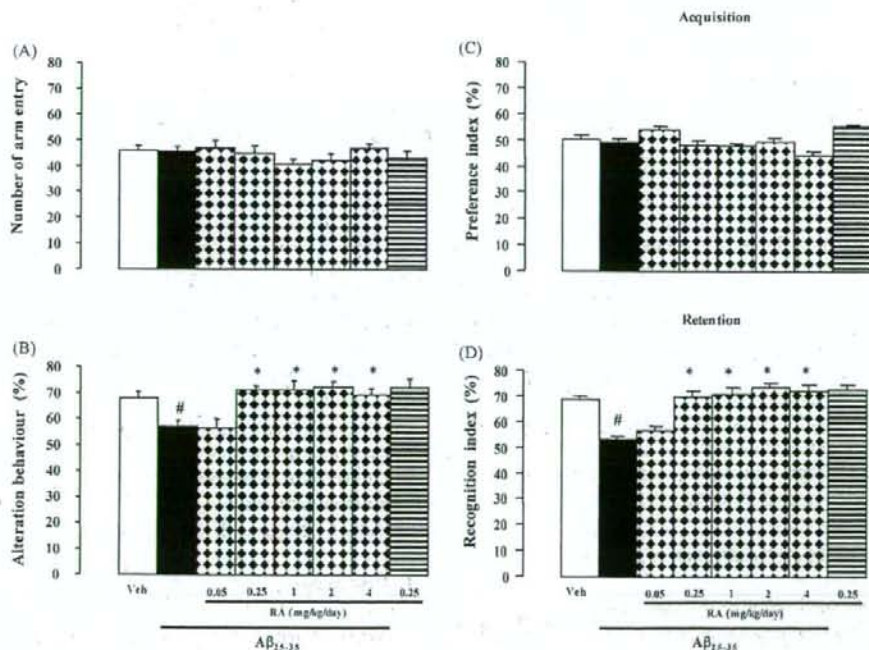 Acquisition
(A)
Number of arm entry
80
70
60
50
40
30
20
10
0
(C)
Preference index (%)
80
70
60
50
40
30
20
10
0
Retention
(B)
Alteration behaviour (%)
80
70
60
50
40
30
20
10
0
#
* * * *
Veh
0.05 0.25 1 2 4 0.25
RA (mg/kg/day)
Aβ25-35
(D)
Recognition index (%)
80
70
60
50
40
30
20
10
0
#
* * * *
Veh
0.05 0.25 1 2 4 0.25
RA (mg/kg/day)
Aβ25-35